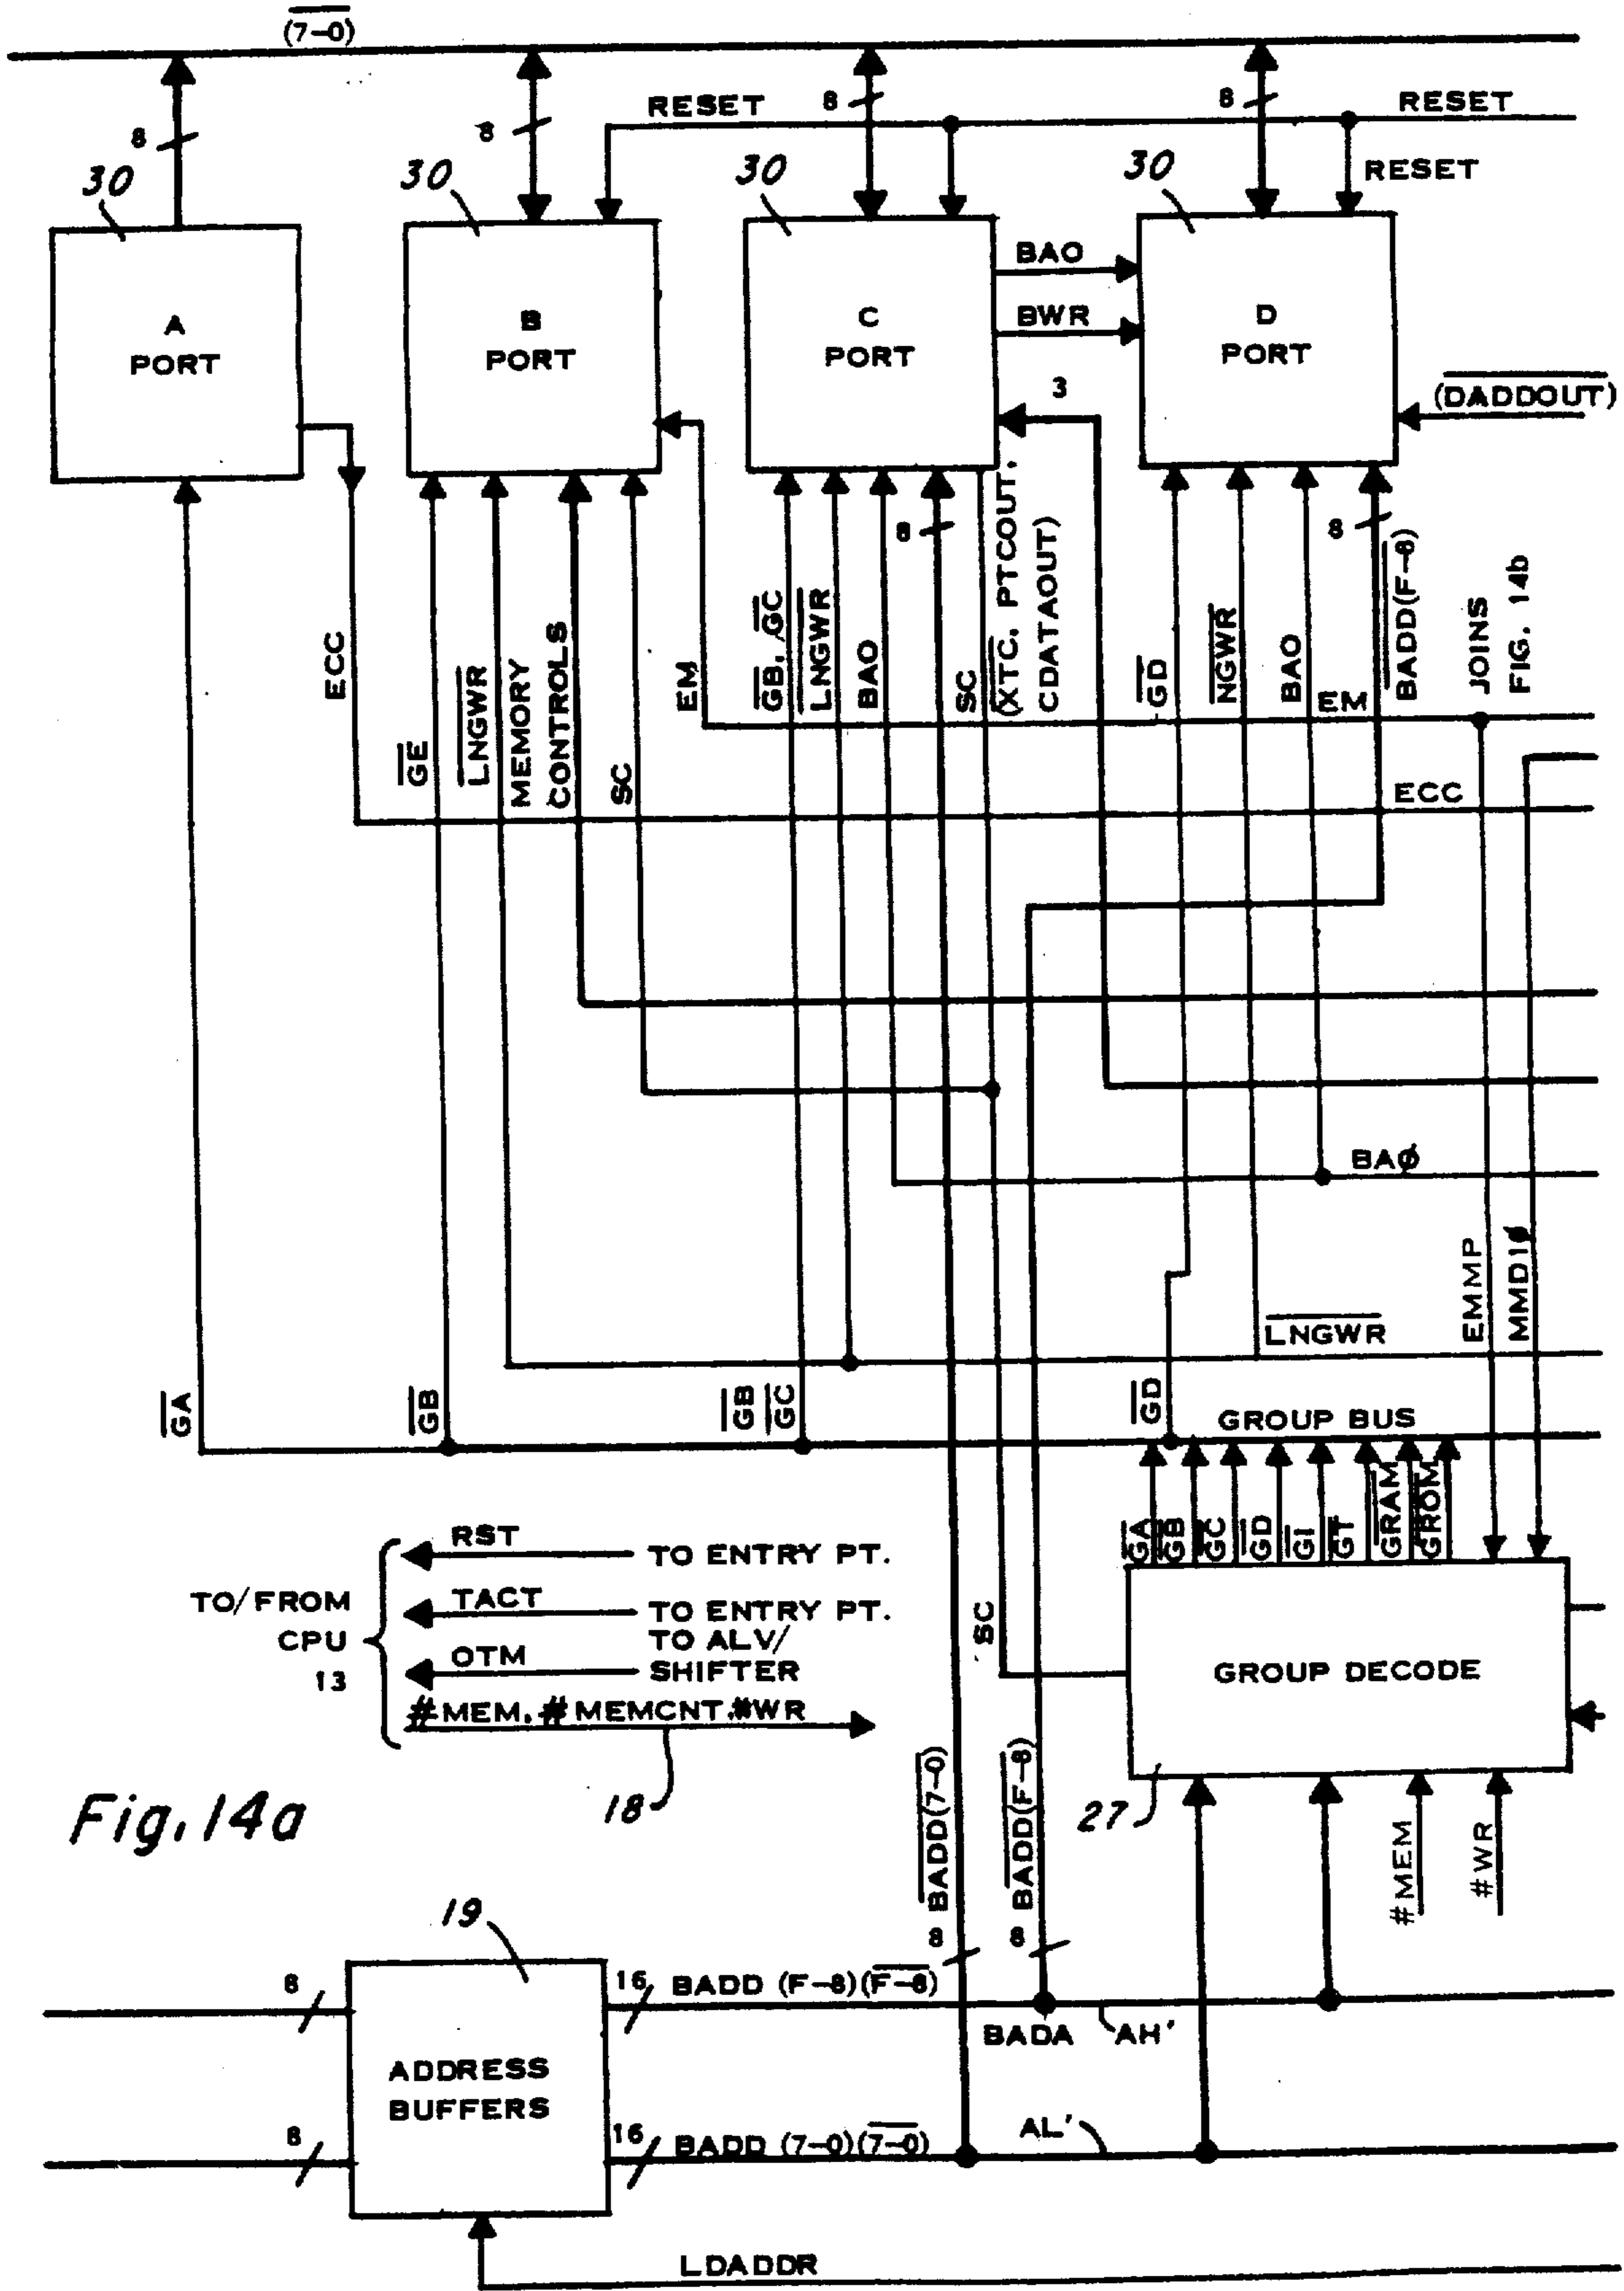 (7-0)
8
RESET
8
8
8
RESET
RESET
30
30
30
30
A
PORT
B
PORT
C
PORT
D
PORT
BAO
BWR
3
(DADDOUT)
8
8
ECC
GE
LNGWR
MEMORY
CONTROLS
SC
EM
GB, GC
LNGWR
BAO
SC
(XTC, PTCOUT,
CDATAOUT)
GD
NGWR
BAO
BADD(F-8)
JOINS
FIG. 14b
EM
ECC
BAØ
EMMP
MMD1Ø
LNGWR
GA
GB
GB
GC
GD
GROUP BUS
GA
GB
GC
GD
GI
GT
GRAM
GROM
TO/FROM
CPU
13
RST
TO ENTRY PT.
TACT
TO ENTRY PT.
OTM
TO ALV/
SHIFTER
#MEM, #MEMCNT,#WR
18
SC
GROUP DECODE
27
#MEM
#WR
Fig. 14a
BADD(7-0)
BADD(F-8)
8
8
19
8
8
ADDRESS
BUFFERS
16
BADD (F-8)(F-8)
BADA
AH'
16
BADD (7-0)(7-0)
AL'
LDADDR